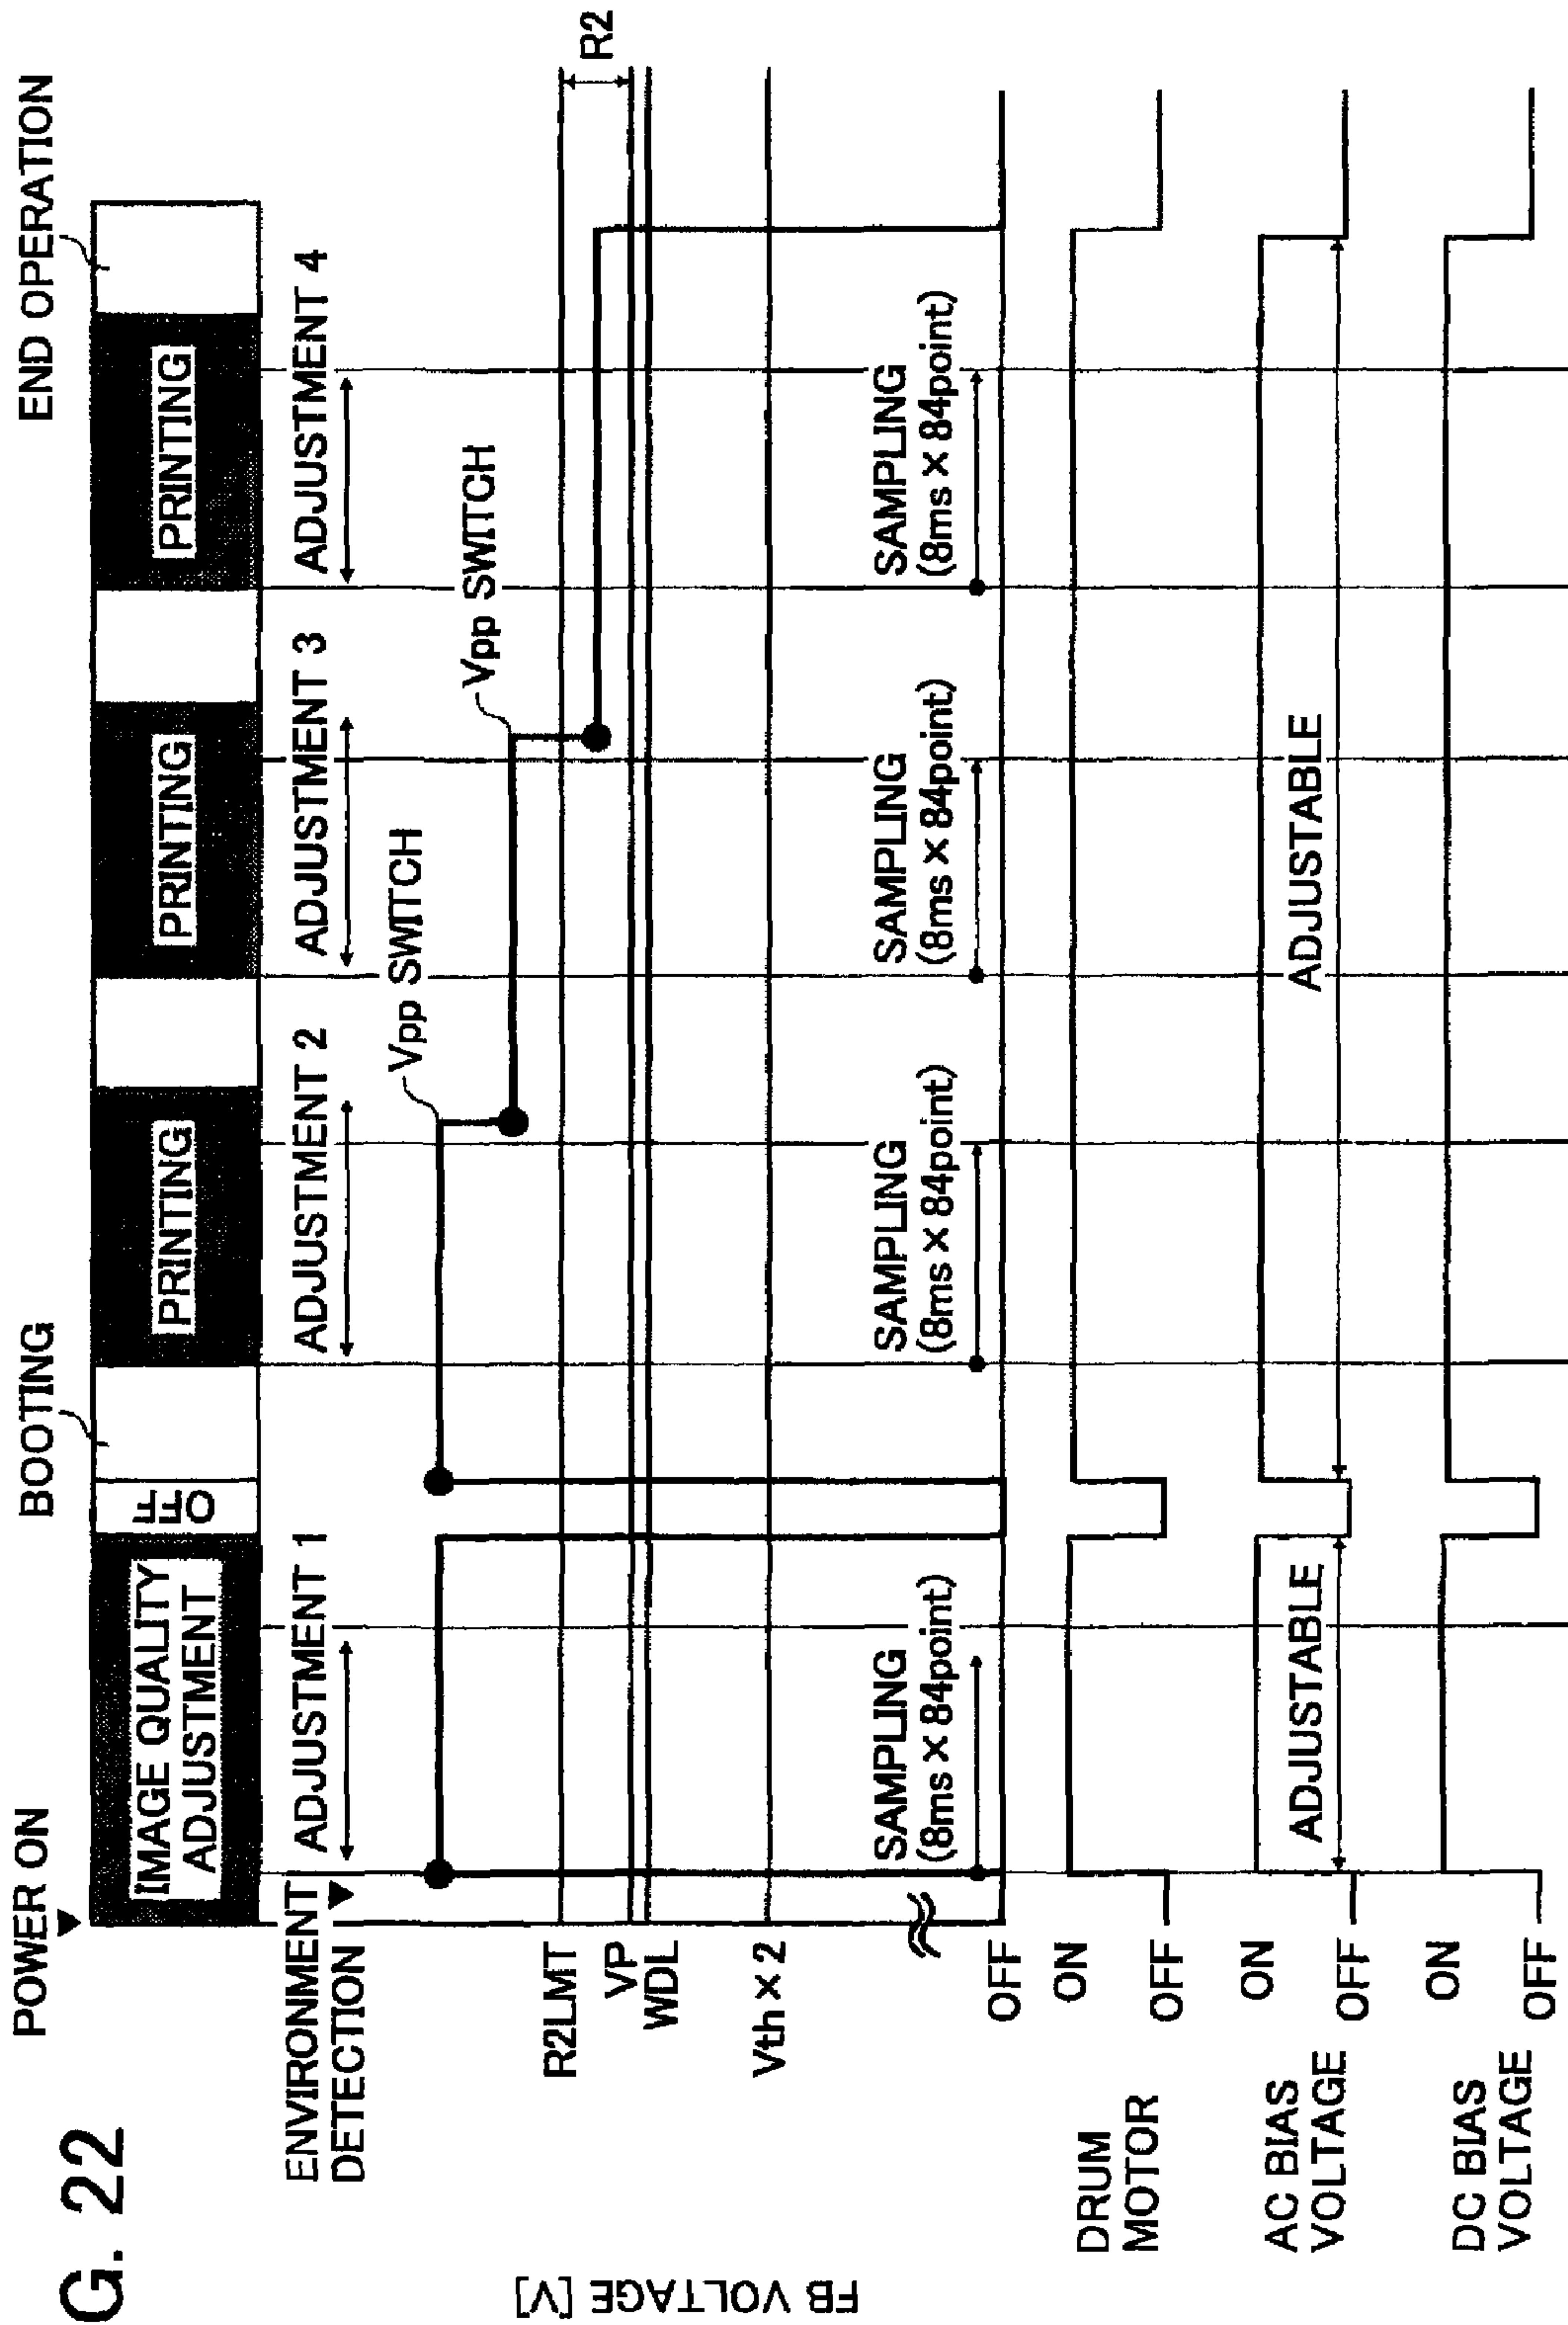 G. 22
POWER ON
BOOTING
END OPERATION
IMAGE QUALITY
ADJUSTMENT
OFF
PRINTING
PRINTING
PRINTING
ENVIRONMENT
DETECTION
ADJUSTMENT 1
ADJUSTMENT 2
ADJUSTMENT 3
ADJUSTMENT 4
Vpp SWITCH
Vpp SWITCH
FB VOLTAGE [V]
R2LMT
VP
WDL
Vth × 2
R2
SAMPLING
(8ms × 84point)
SAMPLING
(8ms × 84point)
SAMPLING
(8ms × 84point)
SAMPLING
(8ms × 84point)
OFF
DRUM
MOTOR
ON
OFF
AC BIAS
VOLTAGE
ON
OFF
ADJUSTABLE
ADJUSTABLE
DC BIAS
VOLTAGE
ON
OFF